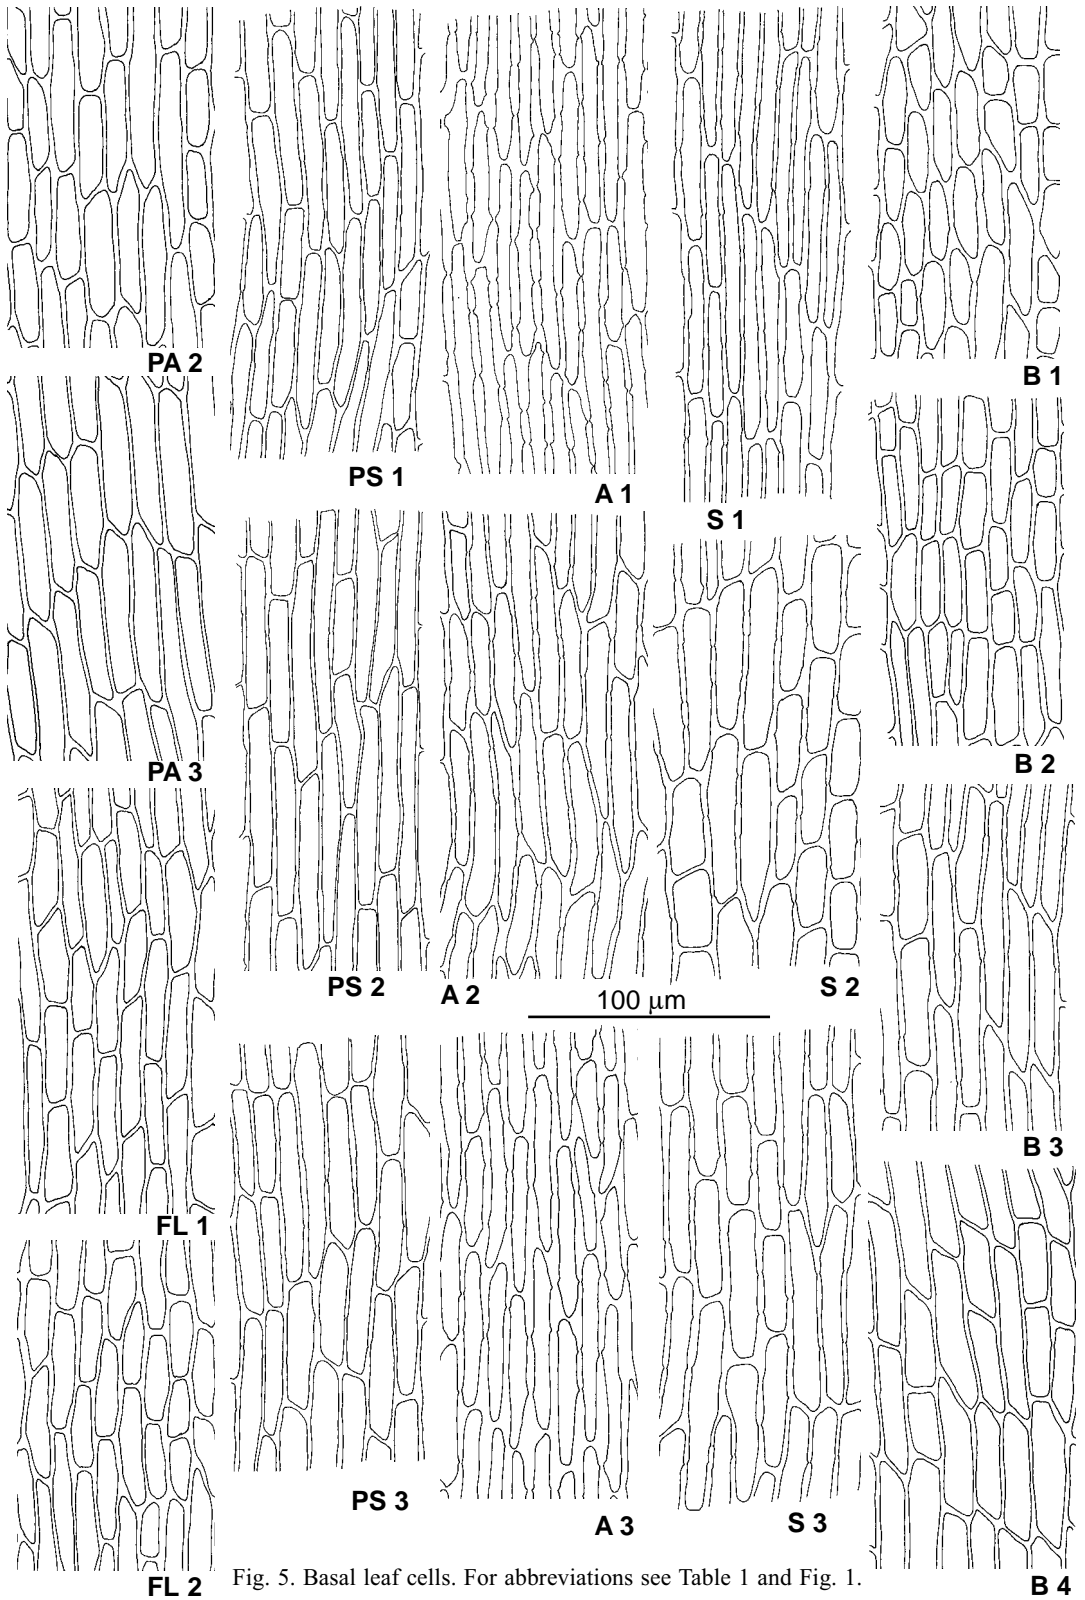 PA 2
PS 1
A 1
S 1
B 1
PA 3
PS 2
A 2
S 2
B 2
100 μm
FL 1
B 3
PS 3
A 3
S 3
FL 2
B 4
Fig. 5. Basal leaf cells. For abbreviations see Table 1 and Fig. 1.